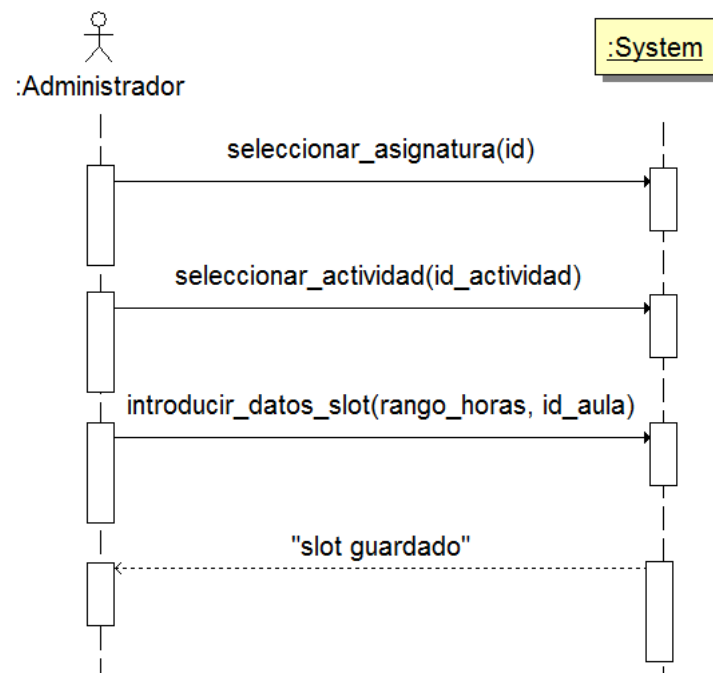 :Administrador
:System
seleccionar_asignatura(id)
seleccionar_actividad(id_actividad)
introducir_datos_slot(rango_horas, id_aula)
"slot guardado"